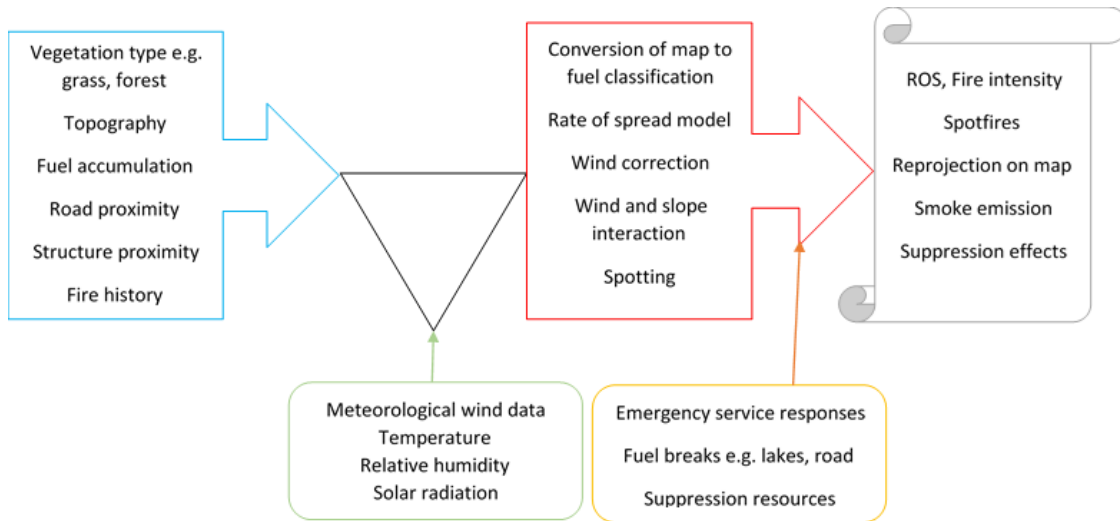 Vegetation type e.g.
grass, forest
Topography
Fuel accumulation
Road proximity
Structure proximity
Fire history
Conversion of map to
fuel classification
Rate of spread model
Wind correction
Wind and slope
interaction
Spotting
ROS, Fire intensity
Spotfires
Reprojection on map
Smoke emission
Suppression effects
Meteorological wind data
Temperature
Relative humidity
Solar radiation
Emergency service responses
Fuel breaks e.g. lakes, road
Suppression resources